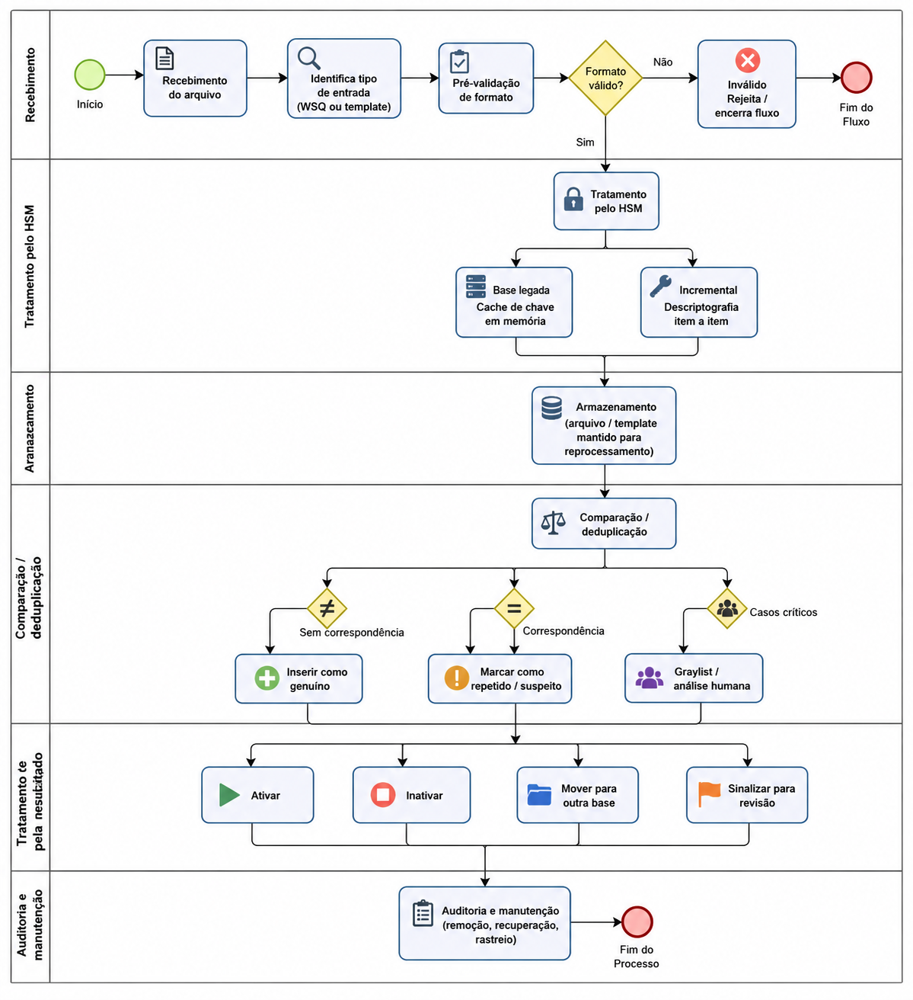 Recebimento
Início
Recebimento
do arquivo
Identifica tipo
de entrada
(WSQ ou template)
Pré-validação
de formato
Formato
válido?
Não
Inválido
Rejeita /
encerra fluxo
Fim do
Fluxo
Sim
Tratamento pelo HSM
Tratamento
pelo HSM
Base legada
Cache de chave
em memória
Incremental
Descriptografia
item a item
Aranazcamento
Armazenamento
(arquivo / template
mantido para
reprocessamento)
Comparação /
deduplicação
Comparação /
deduplicação
≠
Sem correspondência
=
Correspondência
Casos críticos
Inserir como
genuíno
Marcar como
repetido / suspeito
Graylist /
análise humana
Tratamento te
pela
Ativar
Inativar
Mover para
outra base
Sinalizar para
revisão
Auditoria e
manutenção
Auditoria e manutenção
(remoção, recuperação,
rastreio)
Fim do
Processo